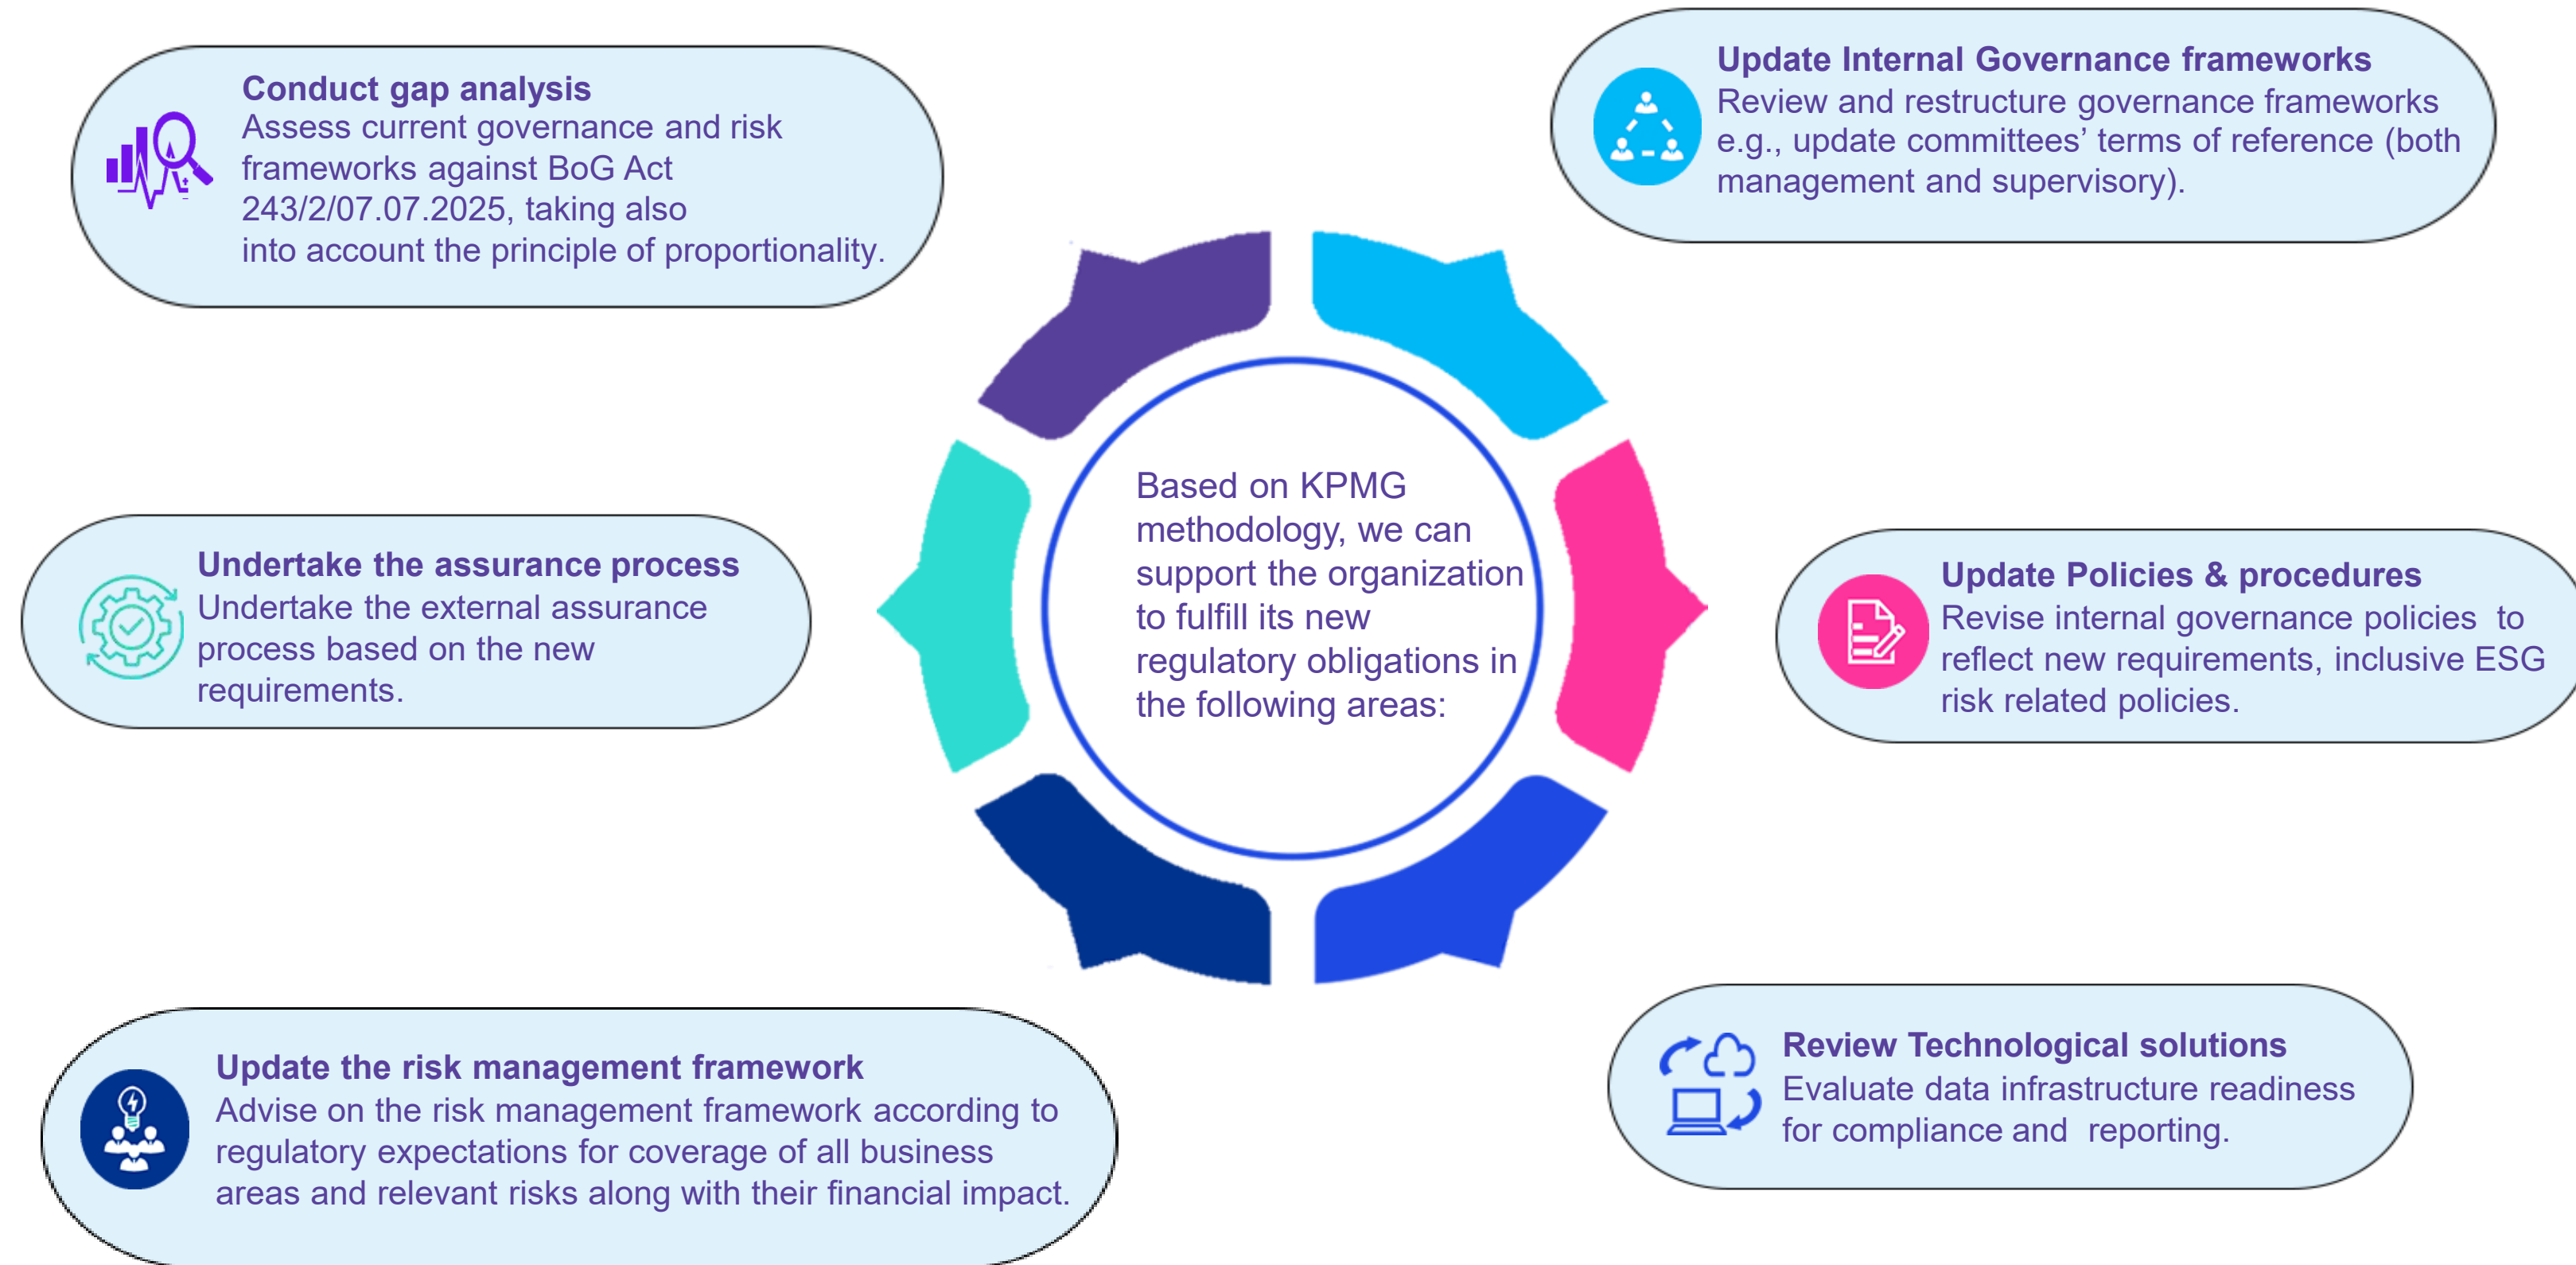 Conduct gap analysis
Assess current governance and risk
frameworks against BoG Act
243/2/07.07.2025, taking also
into account the principle of proportionality.
Update Internal Governance frameworks
Review and restructure governance frameworks
e.g., update committees’ terms of reference (both
management and supervisory).
Based on KPMG
methodology, we can
support the organization
to fulfill its new
regulatory obligations in
the following areas:
Undertake the assurance process
Undertake the external assurance
process based on the new
requirements.
Update Policies & procedures
Revise internal governance policies  to
reflect new requirements, inclusive ESG
risk related policies.
Update the risk management framework
Advise on the risk management framework according to
regulatory expectations for coverage of all business
areas and relevant risks along with their financial impact.
Review Technological solutions
Evaluate data infrastructure readiness
for compliance and  reporting.